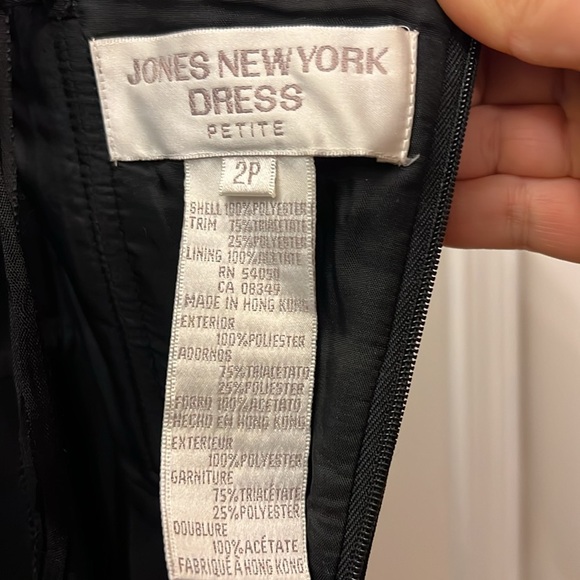 JONES NEW YORK
DRESS
PETITE
2P
SHELL 100%POLYESTER
TRIM 75%TRIACETATE
25%POLYESTER
LINING 100%ACETATE
RN 54050
CA 08349
MADE IN HONG KONG
EXTERIOR
100%POLIESTER
ADORNOS
75%TRIACETATO
25%POLIESTER
FORRO 100%ACETATO
HECHO EN HONG KONG
EXTERIEUR
100%POLYESTER
GARNITURE
75%TRIACÉTATE
25%POLYESTER
DOUBLURE
100%ACÉTATE
FABRIQUÉ À HONG KONG